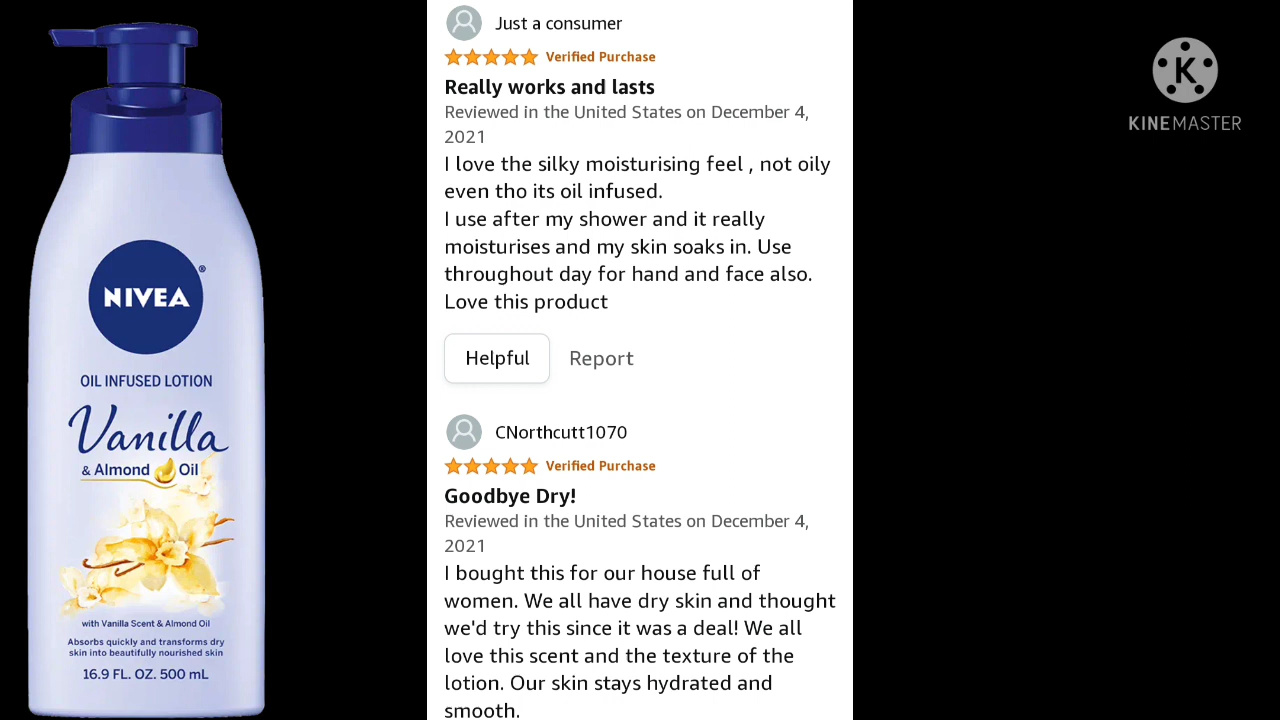 NIVEA
®
OIL INFUSED LOTION
Vanilla
& Almond Oil
with Vanilla Scent & Almond Oil
Absorbs quickly and transforms dry
skin into beautifully nourished skin
16.9 FL. OZ. 500 mL
Just a consumer
Verified Purchase
Really works and lasts
Reviewed in the United States on December 4,
2021
I love the silky moisturising feel , not oily
even tho its oil infused.
I use after my shower and it really
moisturises and my skin soaks in. Use
throughout day for hand and face also.
Love this product
Helpful Report
CNorthcutt1070
Verified Purchase
Goodbye Dry!
Reviewed in the United States on December 4,
2021
I bought this for our house full of
women. We all have dry skin and thought
we'd try this since it was a deal! We all
love this scent and the texture of the
lotion. Our skin stays hydrated and
smooth.
K
KINEMASTER